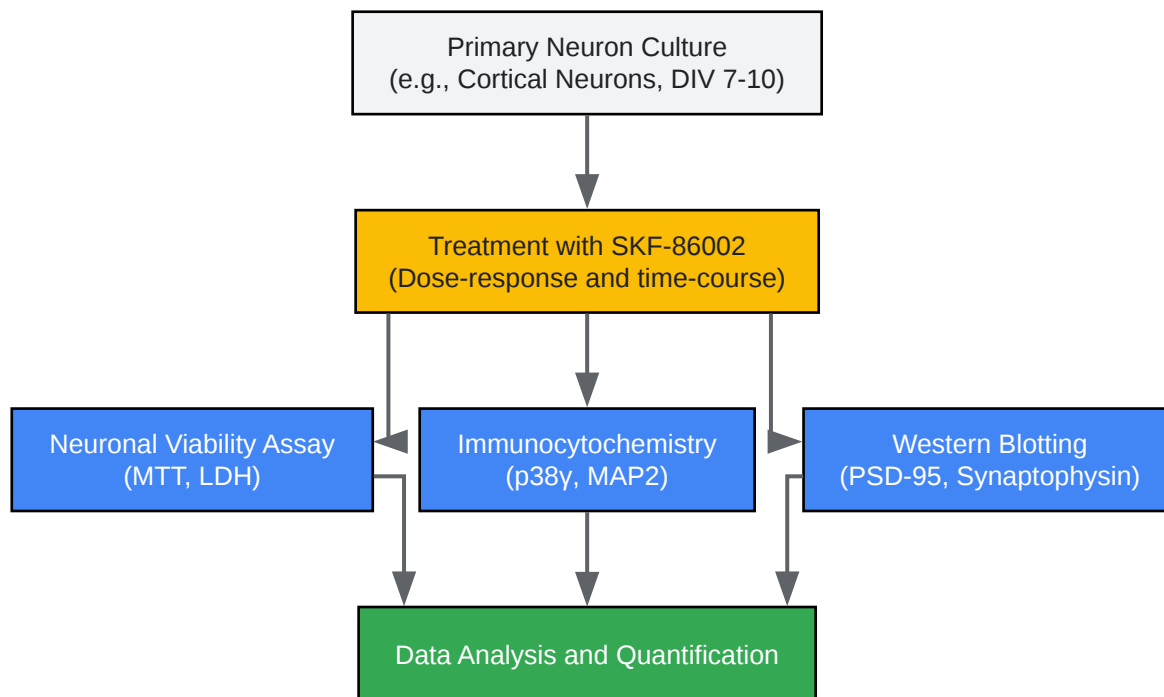 Primary Neuron Culture
(e.g., Cortical Neurons, DIV 7-10)
Treatment with SKF-86002
(Dose-response and time-course)
Neuronal Viability Assay
(MTT, LDH)
Immunocytochemistry
(p38γ, MAP2)
Western Blotting
(PSD-95, Synaptophysin)
Data Analysis and Quantification